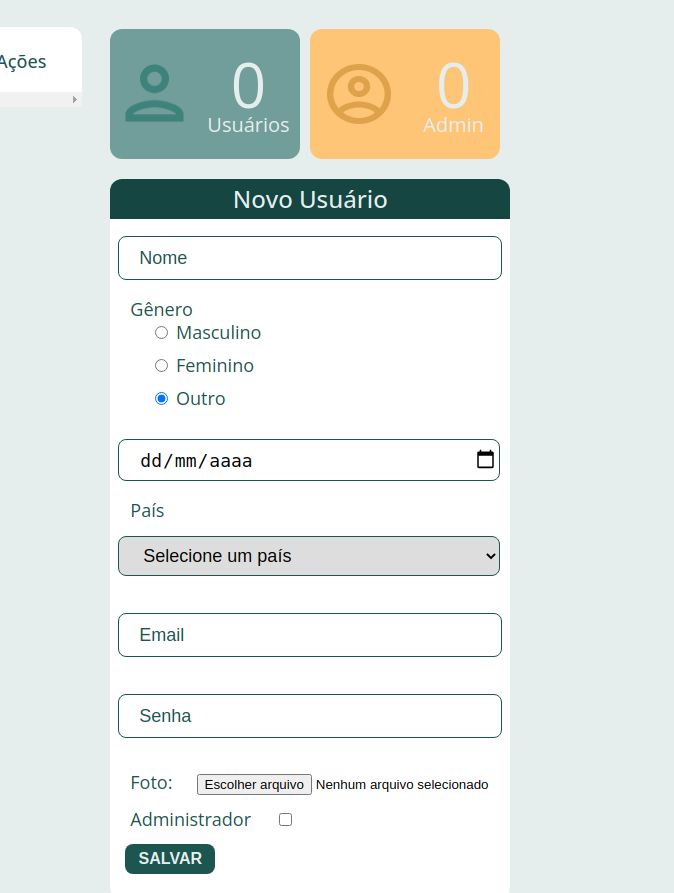 Ações
0
Usuários
0
Admin
Novo Usuário
Nome
Gênero
Masculino
Feminino
Outro
dd/mm/aaaa
País
Selecione um país
Email
Senha
Foto: Escolher arquivo Nenhum arquivo selecionado
Administrador
SALVAR